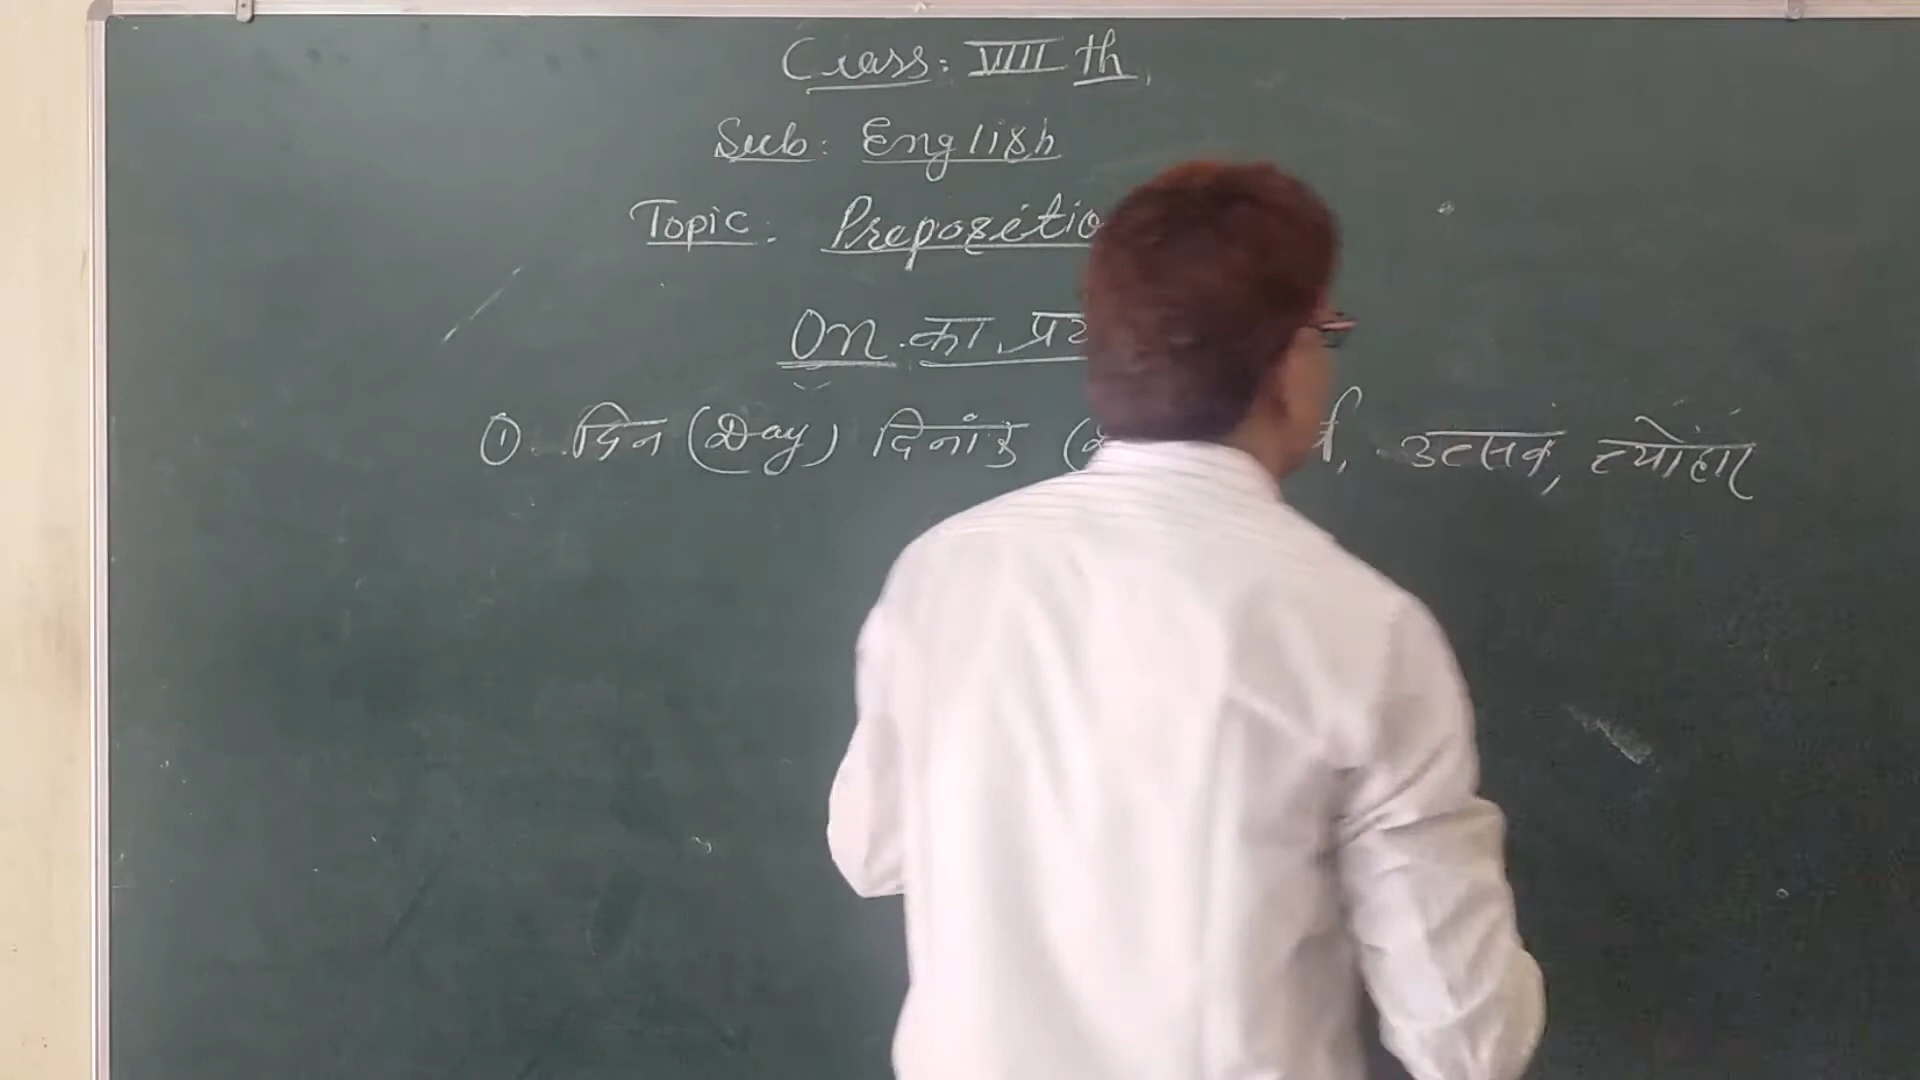 Class: VIII th
Sub: English
Topic: Prepositio
On का
① दिन (Day) दिनांक ( उत्सव, त्योहार